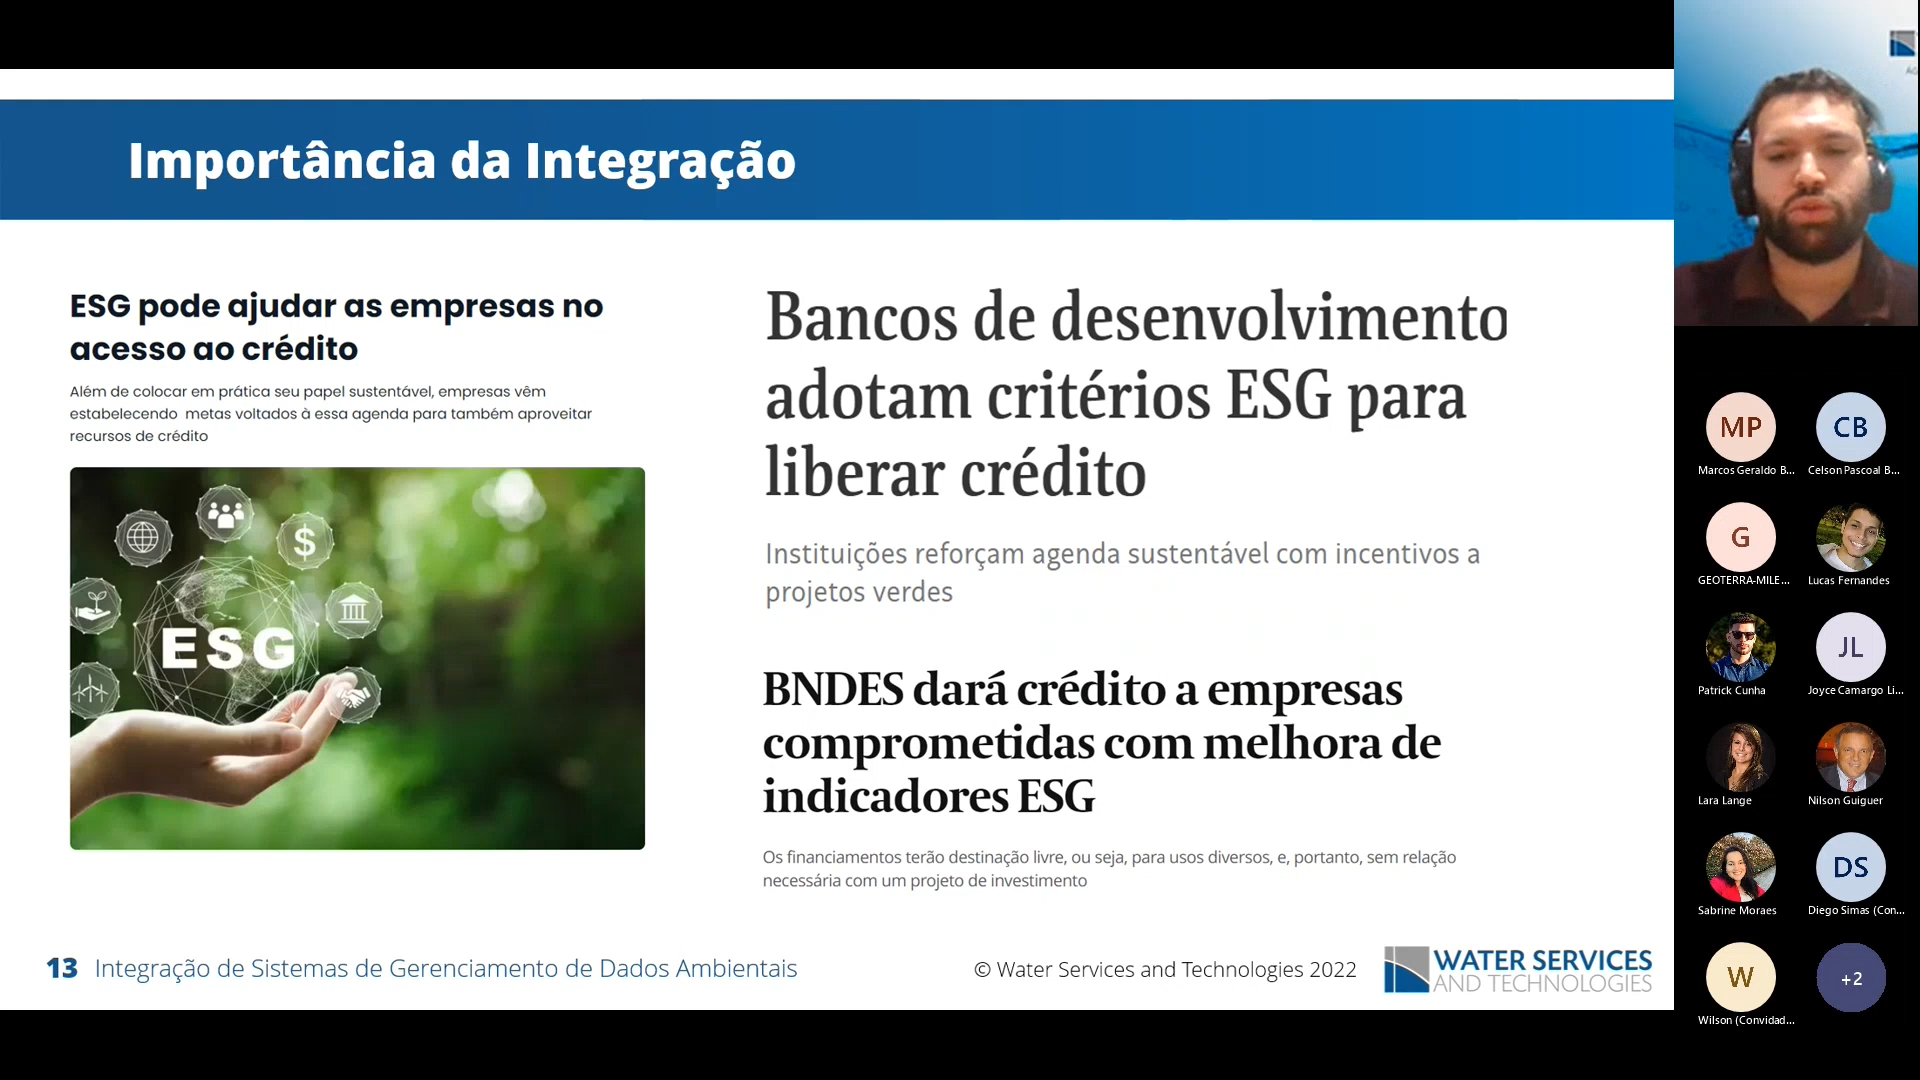 Importância da Integração
ESG pode ajudar as empresas no
acesso ao crédito
Além de colocar em prática seu papel sustentável, empresas vêm
estabelecendo metas voltados à essa agenda para também aproveitar
recursos de crédito
$
ESG
Bancos de desenvolvimento
adotam critérios ESG para
liberar crédito
Instituições reforçam agenda sustentável com incentivos a
projetos verdes
BNDES dará crédito a empresas
comprometidas com melhora de
indicadores ESG
Os financiamentos terão destinação livre, ou seja, para usos diversos, e, portanto, sem relação
necessária com um projeto de investimento
13 Integração de Sistemas de Gerenciamento de Dados Ambientais
© Water Services and Technologies 2022
WATER SERVICES
AND TECHNOLOGIES
MP
Marcos Geraldo B...
CB
Celson Pascoal B...
G
GEOTERRA-MILE...
Lucas Fernandes
Patrick Cunha
JL
Joyce Camargo Li...
Lara Lange
Nilson Guiguer
Sabrine Moraes
DS
Diego Simas (Con...
W
Wilson (Convidad...
+2